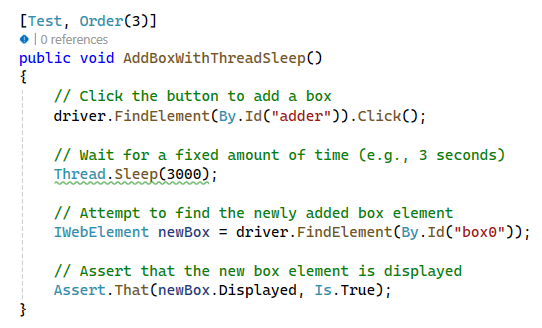 [Test, Order(3)]
| 0 references
public void AddBoxWithThreadSleep()
{
    // Click the button to add a box
    driver.FindElement(By.Id("adder")).Click();

    // Wait for a fixed amount of time (e.g., 3 seconds)
    Thread.Sleep(3000);

    // Attempt to find the newly added box element
    IWebElement newBox = driver.FindElement(By.Id("box0"));

    // Assert that the new box element is displayed
    Assert.That(newBox.Displayed, Is.True);
}